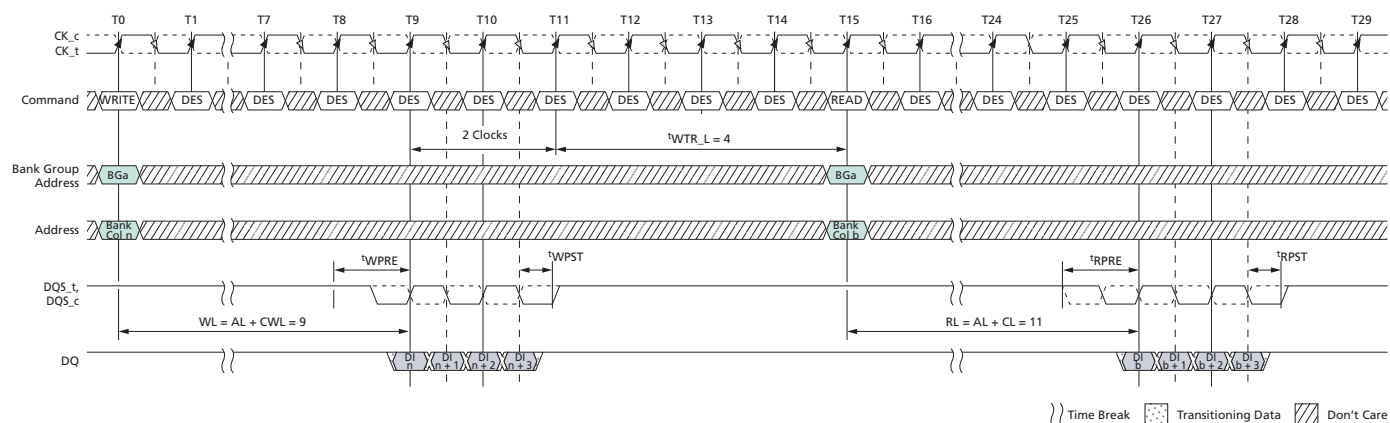 T0 T1 T7 T8 T9 T10 T11 T12 T13 T14 T15 T16 T24 T25 T26 T27 T28 T29
CK_c
CK_t
Command WRITE DES DES DES DES DES DES DES DES DES READ DES DES DES DES DES DES DES
2 Clocks tWTR_L = 4
Bank Group
Address BGa BGa
Address Bank
Col n Bank
Col b
tWPRE tWPST tRPRE tRPST
DQS_t,
DQS_c
WL = AL + CWL = 9 RL = AL + CL = 11
DQ DI
n DI
n + 1 DI
n + 2 DI
n + 3 DI
b DI
b + 1 DI
b + 2 DI
b + 3
Time Break Transitioning Data Don't Care